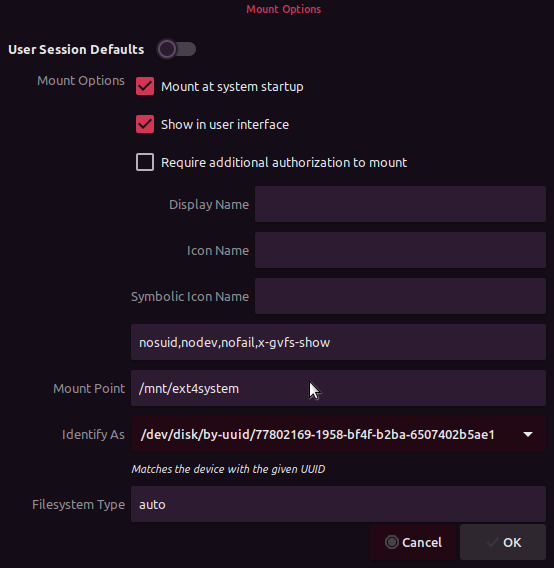 Mount Options
User Session Defaults
Mount Options
Mount at system startup
Show in user interface
Require additional authorization to mount
Display Name
Icon Name
Symbolic Icon Name
nosuid,nodev,nofail,x-gvfs-show
Mount Point /mnt/ext4system
Identify As /dev/disk/by-uuid/77802169-1958-bf4f-b2ba-6507402b5ae1
Matches the device with the given UUID
Filesystem Type auto
Cancel OK